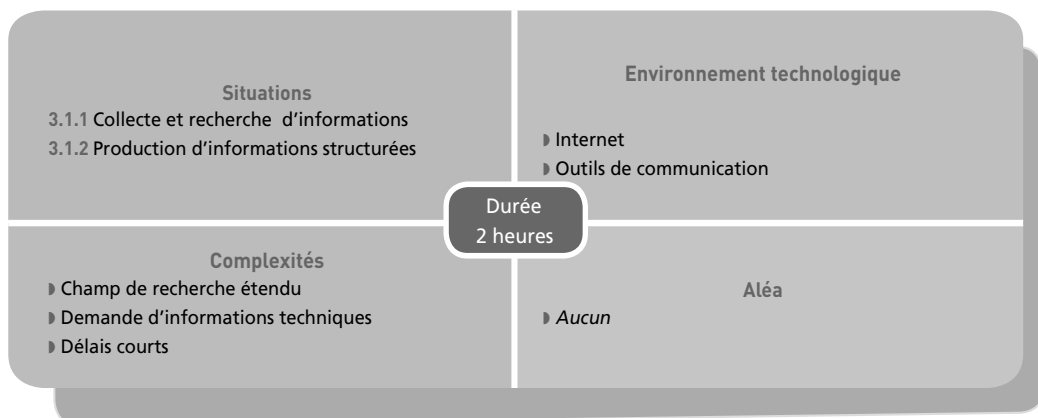 Situations
3.1.1 Collecte et recherche d’informations
3.1.2 Production d’informations structurées
Environnement technologique
◗ Internet
◗ Outils de communication
Durée
2 heures
Complexités
◗ Champ de recherche étendu
◗ Demande d’informations techniques
◗ Délais courts
Aléa
◗ Aucun